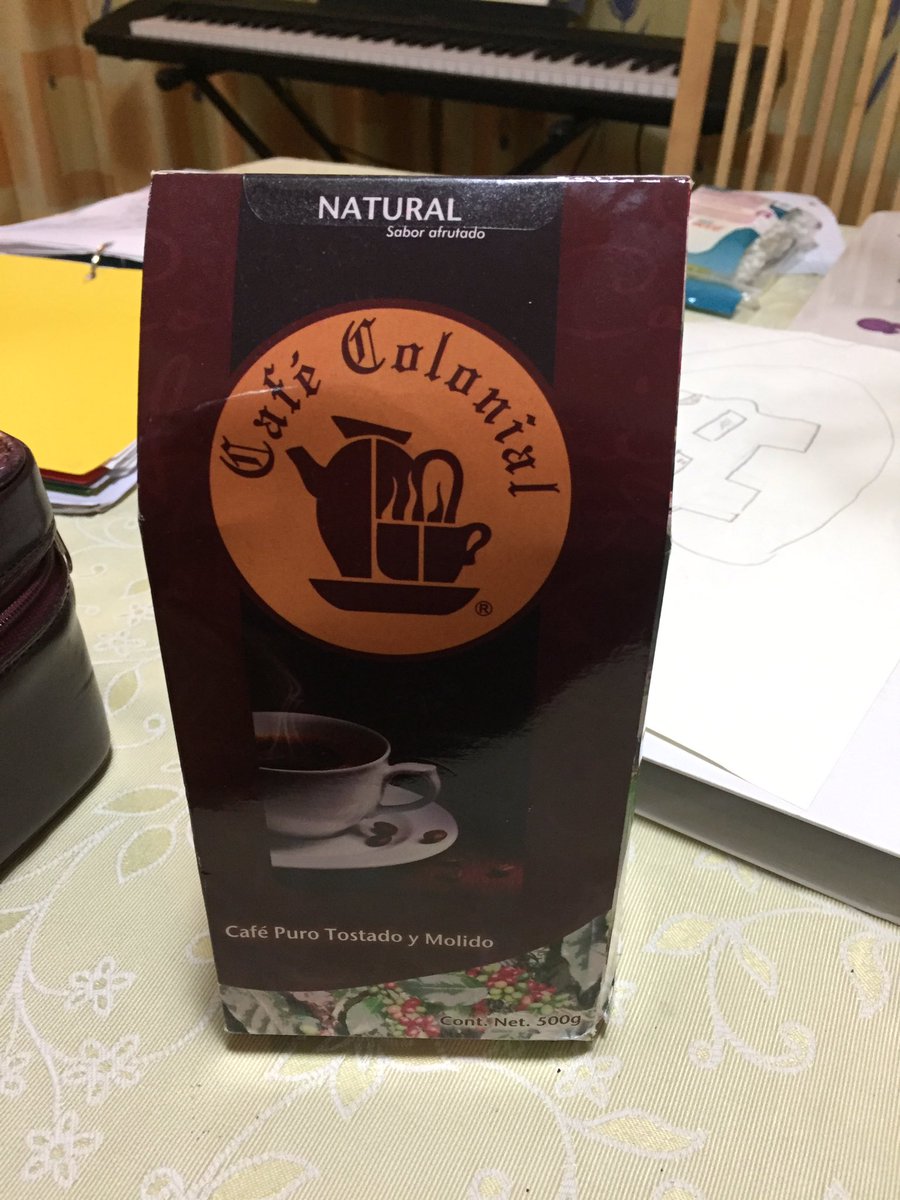 NATURAL
Sabor afrutado
Café Colonial
®
Café Puro Tostado y Molido
Cont. Net. 500g